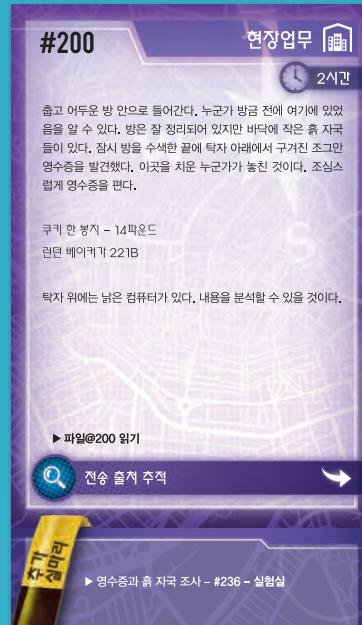 #200
현장업무
2시간
춥고 어두운 방 안으로 들어간다. 누군가 방금 전에 여기에 있었
음을 알 수 있다. 방은 잘 정리되어 있지만 바닥에 작은 흙 자국
들이 있다. 잠시 방을 수색한 끝에 탁자 아래에서 구겨진 조그만
영수증을 발견했다. 이곳을 치운 누군가가 놓친 것이다. 조심스
럽게 영수증을 편다.
쿠키 한 봉지 – 14파운드
런던 베이커가 221B
탁자 위에는 낡은 컴퓨터가 있다. 내용을 분석할 수 있을 것이다.
▶ 파일@200 읽기
전송 출처 추적
추가
실마리
▶ 영수증과 흙 자국 조사 – #236 – 실험실